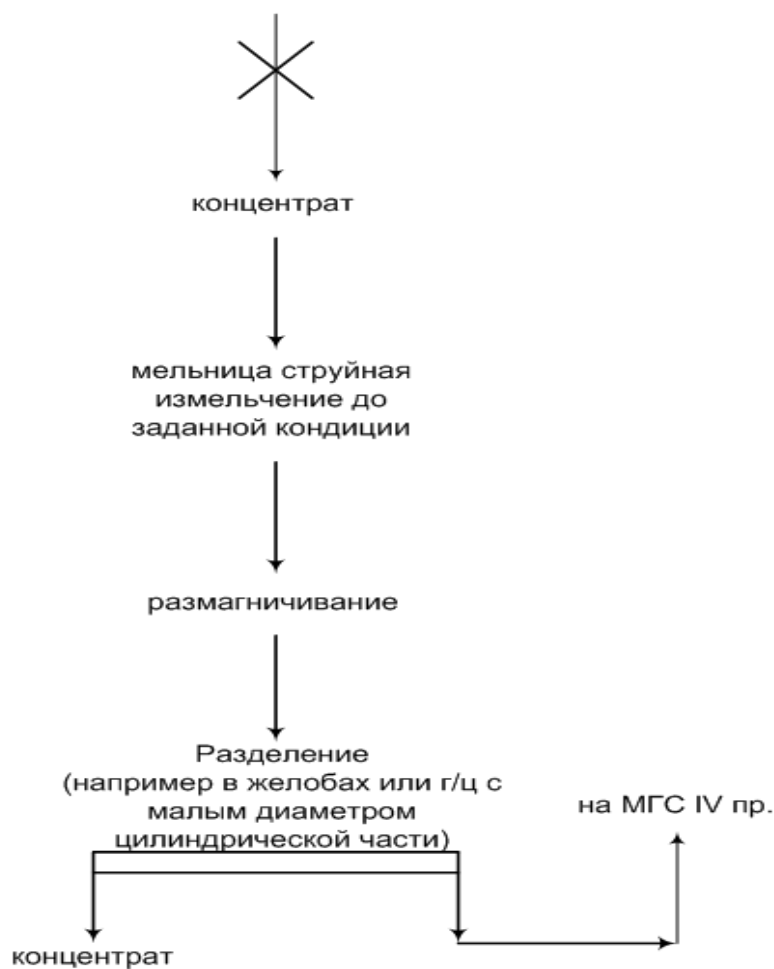 концентрат
мельница струйная
измельчение до
заданной кондиции
размагничивание
Разделение
(например в желобах или г/ц с
малым диаметром
цилиндрической части)
на МГС IV пр.
концентрат